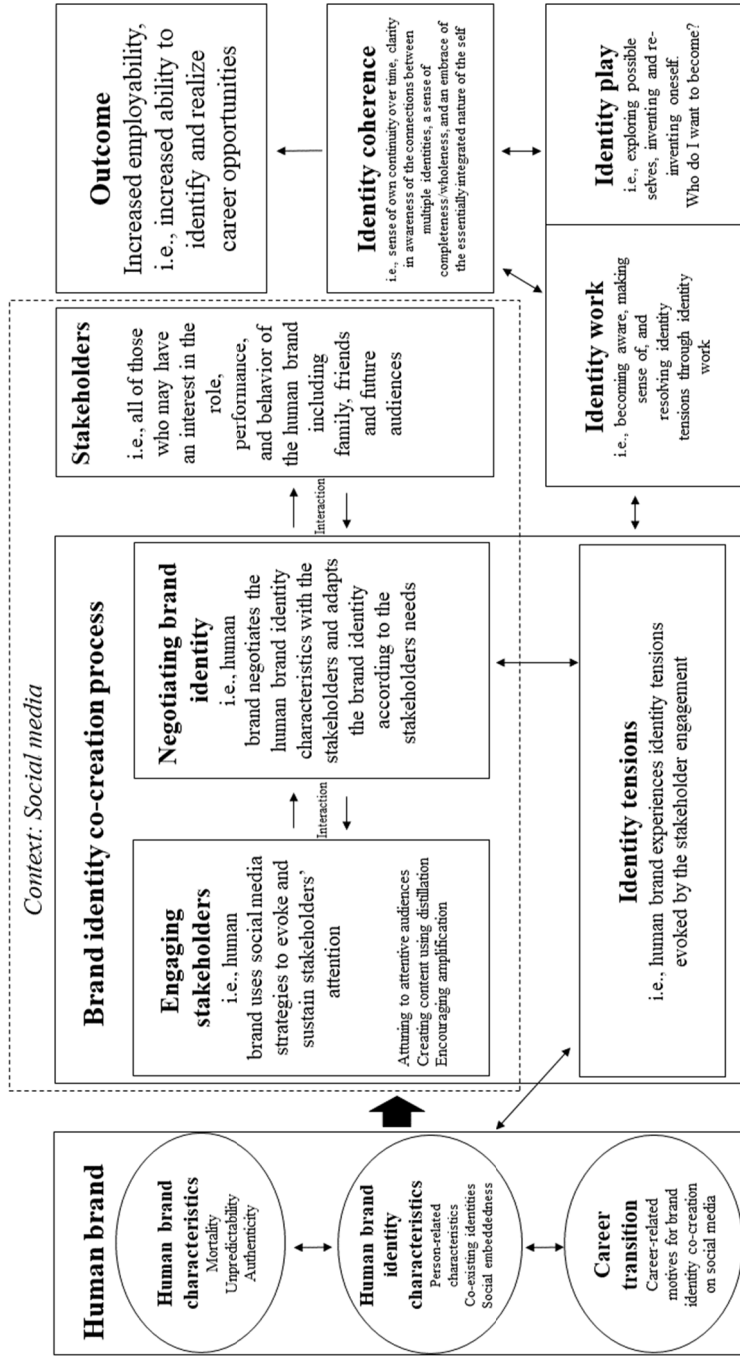 Context: Social media
Human brand
Human brand
characteristics
Mortality
Unpredictability
Authenticity
Human brand
identity
characteristics
Person-related
characteristics
Co-existing identities
Social embeddedness
Career
transition
Career-related
motives for brand
identity co-creation
on social media
Brand identity co-creation process
Engaging
stakeholders
i.e., human
brand uses social media
strategies to evoke and
sustain stakeholders’
attention
Attuning to attentive audiences
Creating content using distillation
Encouraging amplification
Interaction
Negotiating brand
identity
i.e., human
brand negotiates the
human brand identity
characteristics with the
stakeholders and adapts
the brand identity
according to the
stakeholders needs
Interaction
Identity tensions
i.e., human brand experiences identity tensions
evoked by the stakeholder engagement
Stakeholders
i.e., all of those
who may have
an interest in the
role,
performance,
and behavior of
the human brand
including
family, friends
and future
audiences
Outcome
Increased employability,
i.e., increased ability to
identify and realize
career opportunities
Identity coherence
i.e., sense of own continuity over time, clarity
in awareness of the connections between
multiple identities, a sense of
completeness/wholeness, and an embrace of
the essentially integrated nature of the self
Identity work
i.e., becoming aware, making
sense of, and
resolving identity
tensions through identity
work
Identity play
i.e., exploring possible
selves, inventing and re-
inventing oneself.
Who do I want to become?